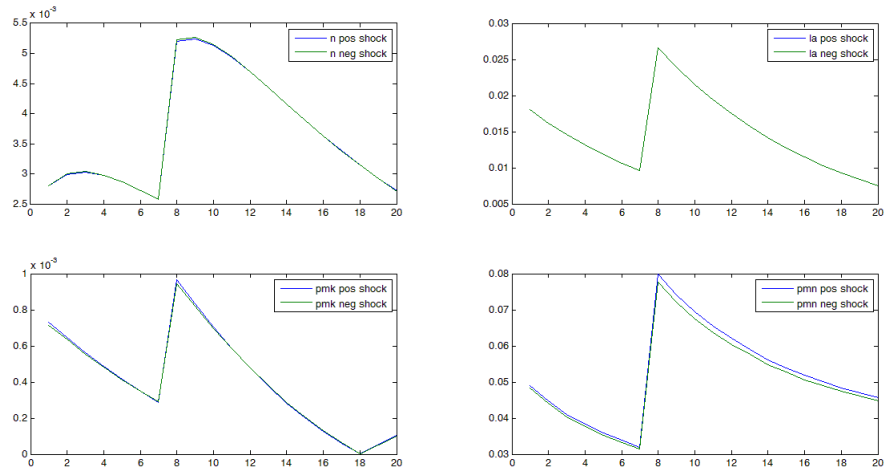 x 10⁻³
5.5
5
4.5
4
3.5
3
2.5
0 2 4 6 8 10 12 14 16 18 20
n pos shock
n neg shock
0.03
0.025
0.02
0.015
0.01
0.005
0 2 4 6 8 10 12 14 16 18 20
la pos shock
la neg shock
x 10⁻³
1
0.8
0.6
0.4
0.2
0
0 2 4 6 8 10 12 14 16 18 20
pmk pos shock
pmk neg shock
0.08
0.07
0.06
0.05
0.04
0.03
0 2 4 6 8 10 12 14 16 18 20
pmn pos shock
pmn neg shock